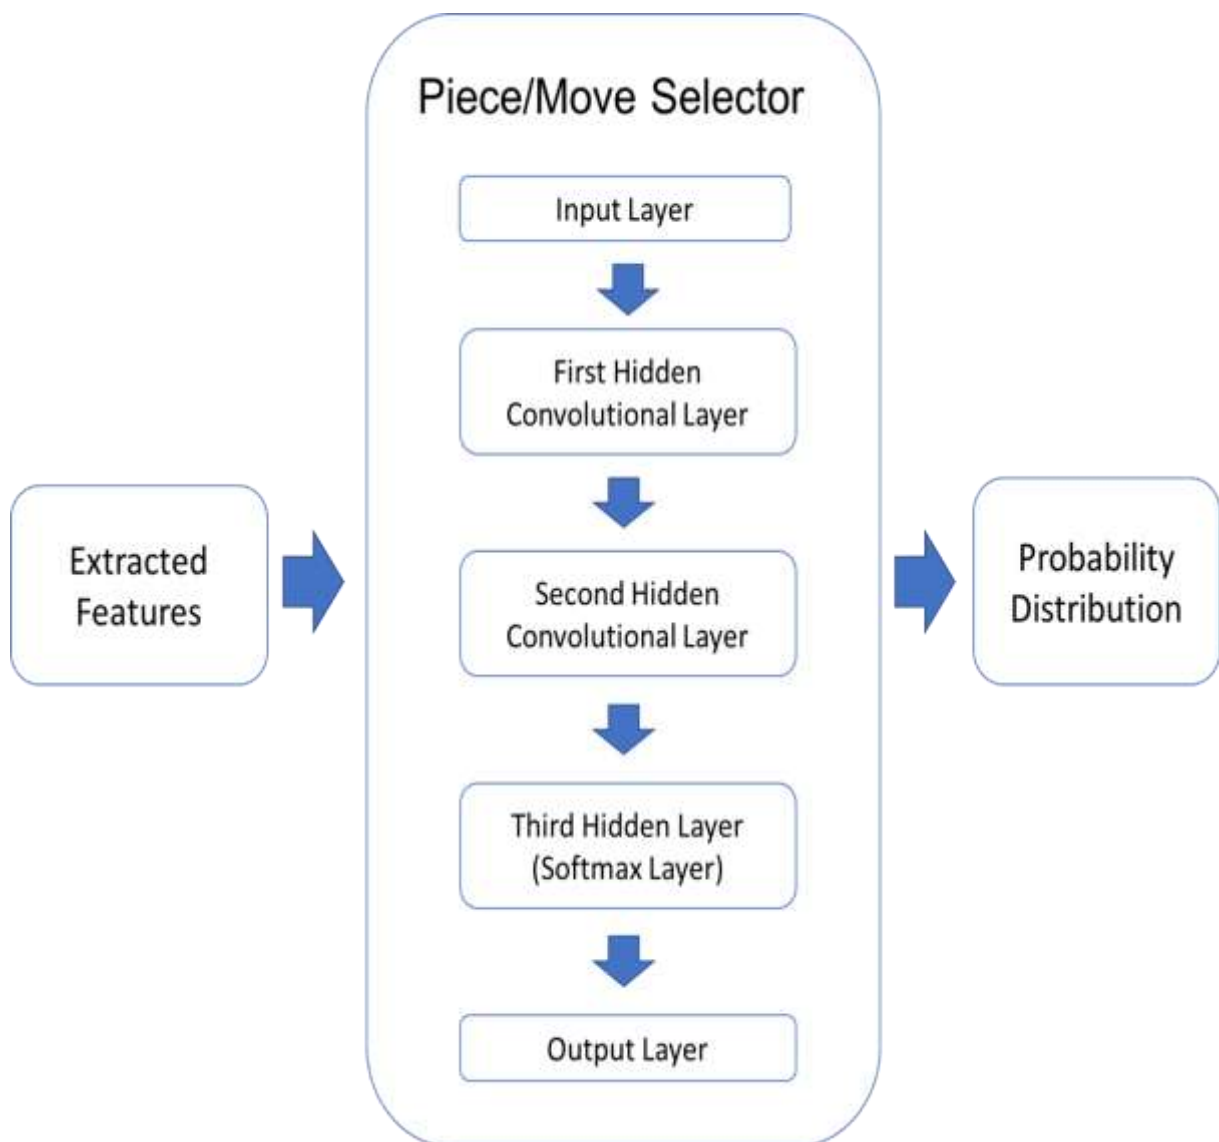 Piece/Move Selector
Input Layer
First Hidden
Convolutional Layer
Extracted
Features
Second Hidden
Convolutional Layer
Probability
Distribution
Third Hidden Layer
(Softmax Layer)
Output Layer